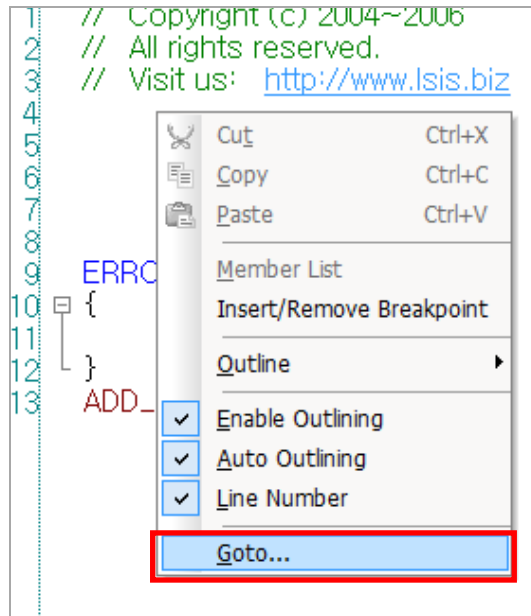 1 // Copyright (c) 2004~2006
2 // All rights reserved.
3 // Visit us: http://www.lsis.biz
4
5
6
7
8
9 ERRO
10 {
11
12 }
13 ADD_
Cut Ctrl+X
Copy Ctrl+C
Paste Ctrl+V
Member List
Insert/Remove Breakpoint
Outline
Enable Outlining
Auto Outlining
Line Number
Goto...